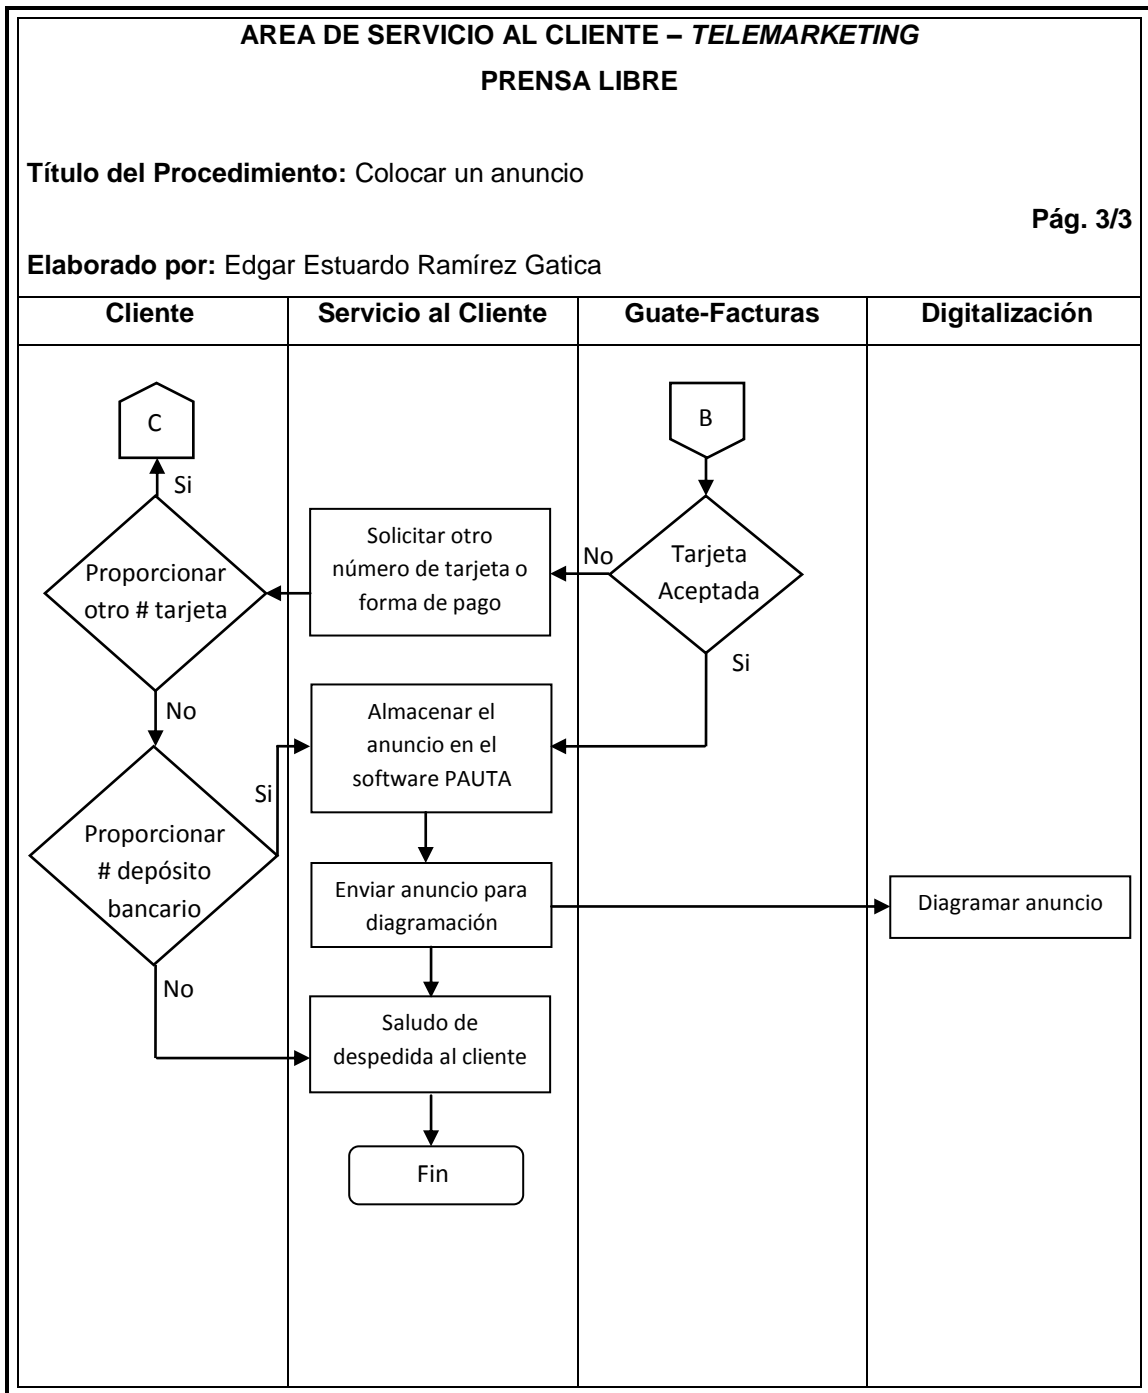 AREA DE SERVICIO AL CLIENTE – TELEMARKETING
PRENSA LIBRE
Título del Procedimiento: Colocar un anuncio
Pág. 3/3
Elaborado por: Edgar Estuardo Ramírez Gatica
Cliente
Servicio al Cliente
Guate-Facturas
Digitalización
C
B
Si
Proporcionar
otro # tarjeta
Solicitar otro
número de tarjeta o
forma de pago
No
Tarjeta
Aceptada
Si
No
Almacenar el
anuncio en el
software PAUTA
Si
Proporcionar
# depósito
bancario
Enviar anuncio para
diagramación
Diagramar anuncio
No
Saludo de
despedida al cliente
Fin